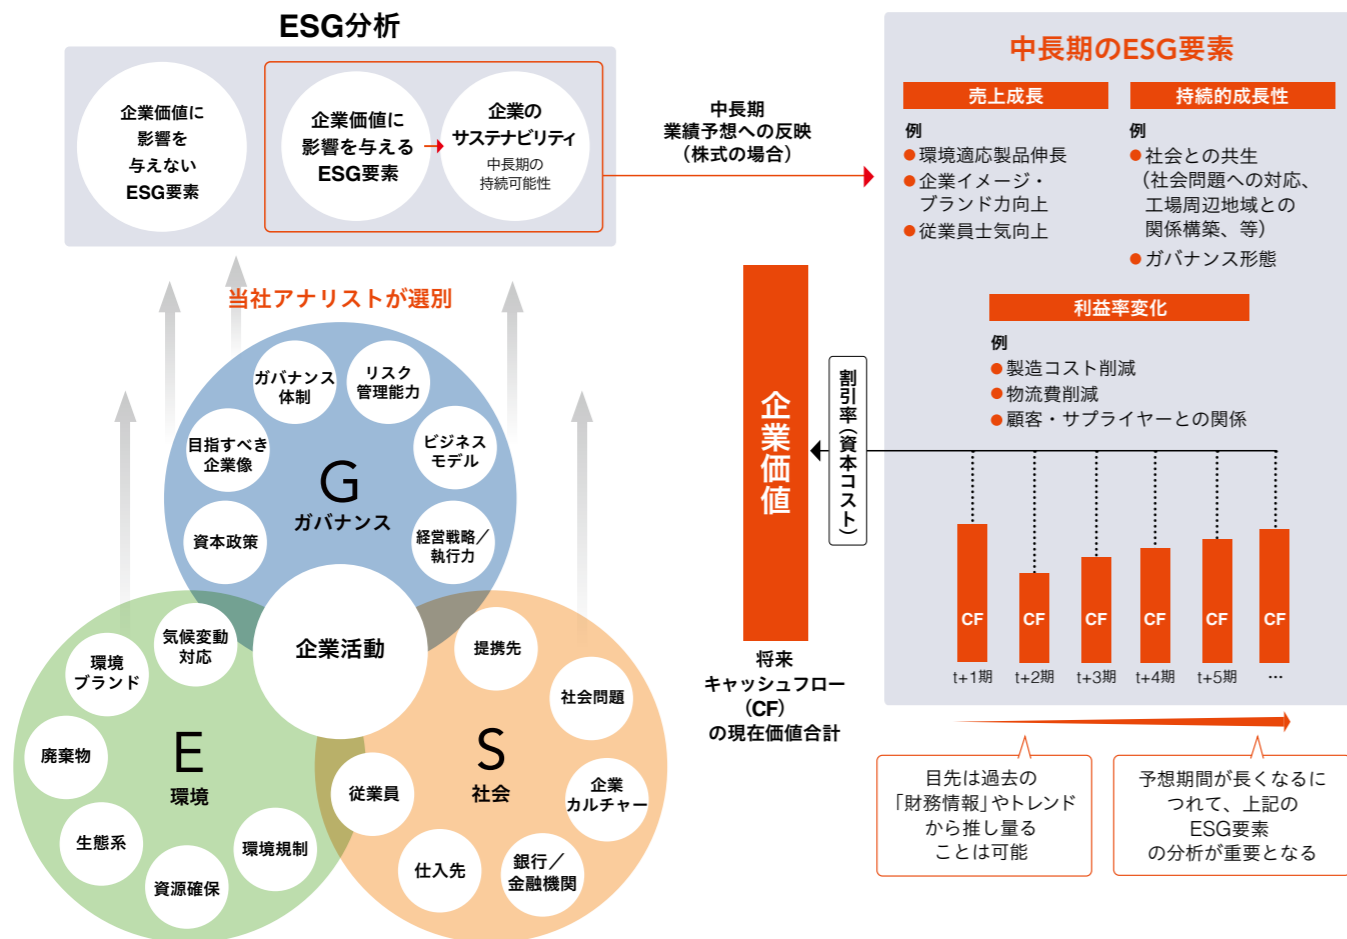 ESG分析
企業価値に
影響を
与えない
ESG要素
企業価値に
影響を与える
ESG要素
企業の
サステナビリティ
中長期の
持続可能性
中長期
業績予想への反映
（株式の場合）
当社アナリストが選別
ガバナンス
体制
リスク
管理能力
目指すべき
企業像
ビジネス
モデル
G
ガバナンス
資本政策
経営戦略／
執行力
企業活動
気候変動
対応
環境
ブランド
廃棄物
E
環境
生態系
環境規制
資源確保
提携先
社会問題
S
社会
従業員
企業
カルチャー
仕入先
銀行／
金融機関
企業価値
将来
キャッシュフロー
（CF）
の現在価値合計
割引率（資本コスト）
中長期のESG要素
売上成長
例
●環境適応製品伸長
●企業イメージ・
ブランド力向上
●従業員士気向上
持続的成長性
例
●社会との共生
（社会問題への対応、
工場周辺地域との
関係構築、等）
●ガバナンス形態
利益率変化
例
●製造コスト削減
●物流費削減
●顧客・サプライヤーとの関係
CF CF CF CF CF CF
t+1期 t+2期 t+3期 t+4期 t+5期 …
目先は過去の
「財務情報」やトレンド
から推し量る
ことは可能
予想期間が長くなるに
つれて、上記の
ESG要素
の分析が重要となる